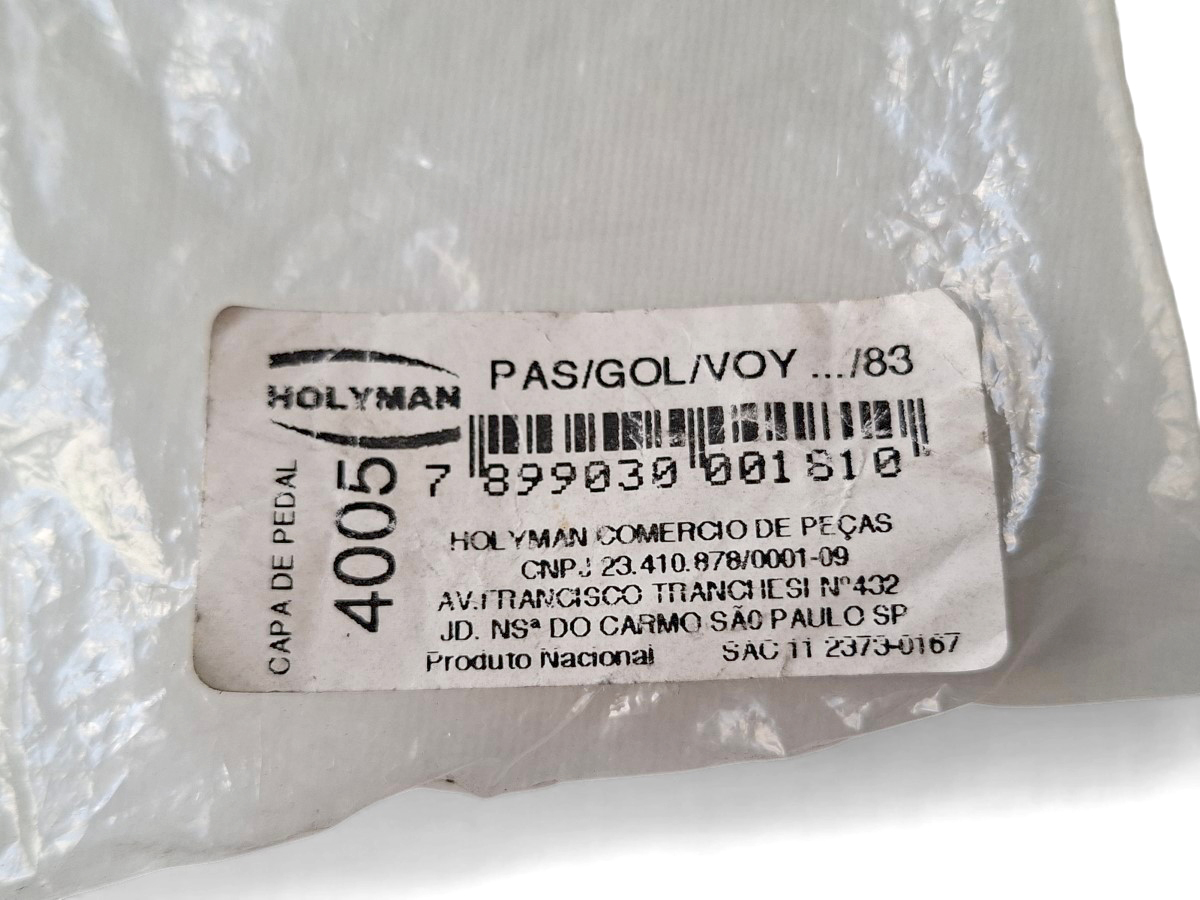 HOLYMAN
PAS/GOL/VOY .../83
7 899030 001810
CAPA DE PEDAL
4005
HOLYMAN COMERCIO DE PEÇAS
CNPJ 23.410.878/0001-09
AV.FRANCISCO TRANCHESI Nº432
JD. NSª DO CARMO SÃO PAULO SP
Produto Nacional SAC 11 2373-0167